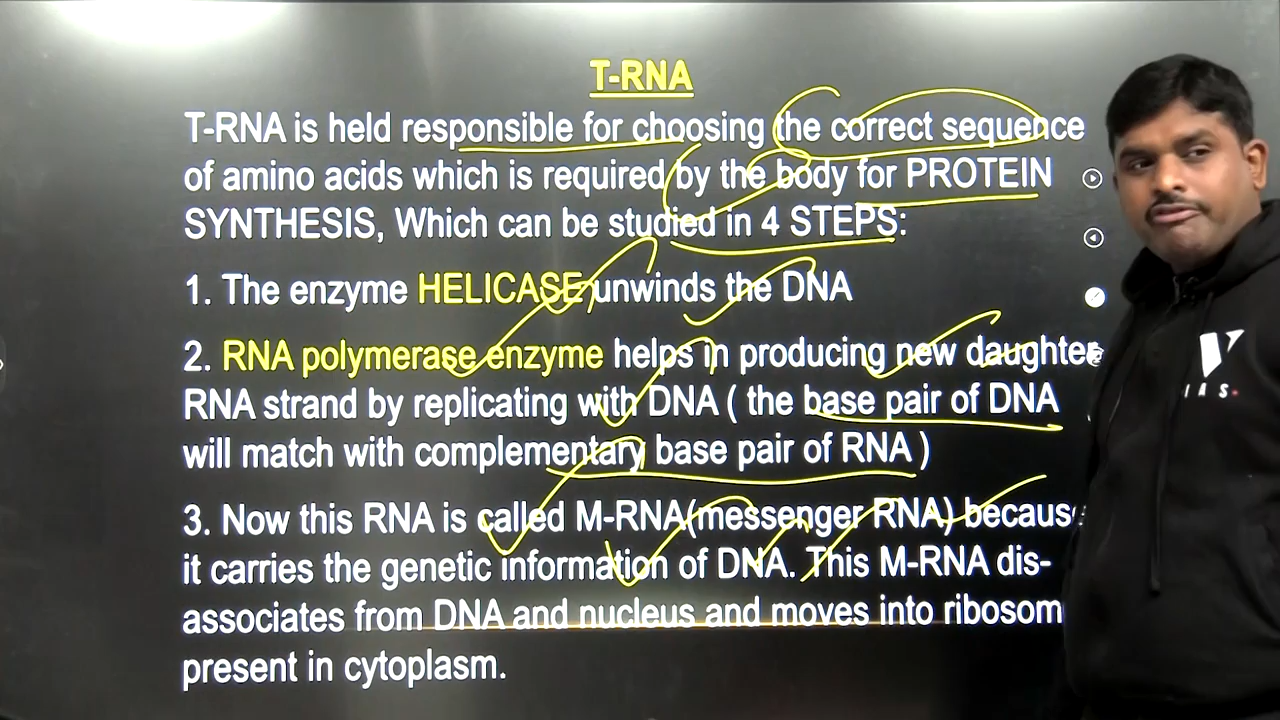 T-RNA
T-RNA is held responsible for choosing the correct sequence
of amino acids which is required by the body for PROTEIN
SYNTHESIS, Which can be studied in 4 STEPS:
1. The enzyme HELICASE unwinds the DNA
2. RNA polymerase enzyme helps in producing new daughter
RNA strand by replicating with DNA ( the base pair of DNA
will match with complementary base pair of RNA )
3. Now this RNA is called M-RNA(messenger RNA) becaus
it carries the genetic information of DNA. This M-RNA dis-
associates from DNA and nucleus and moves into ribosom
present in cytoplasm.
V
IAS.